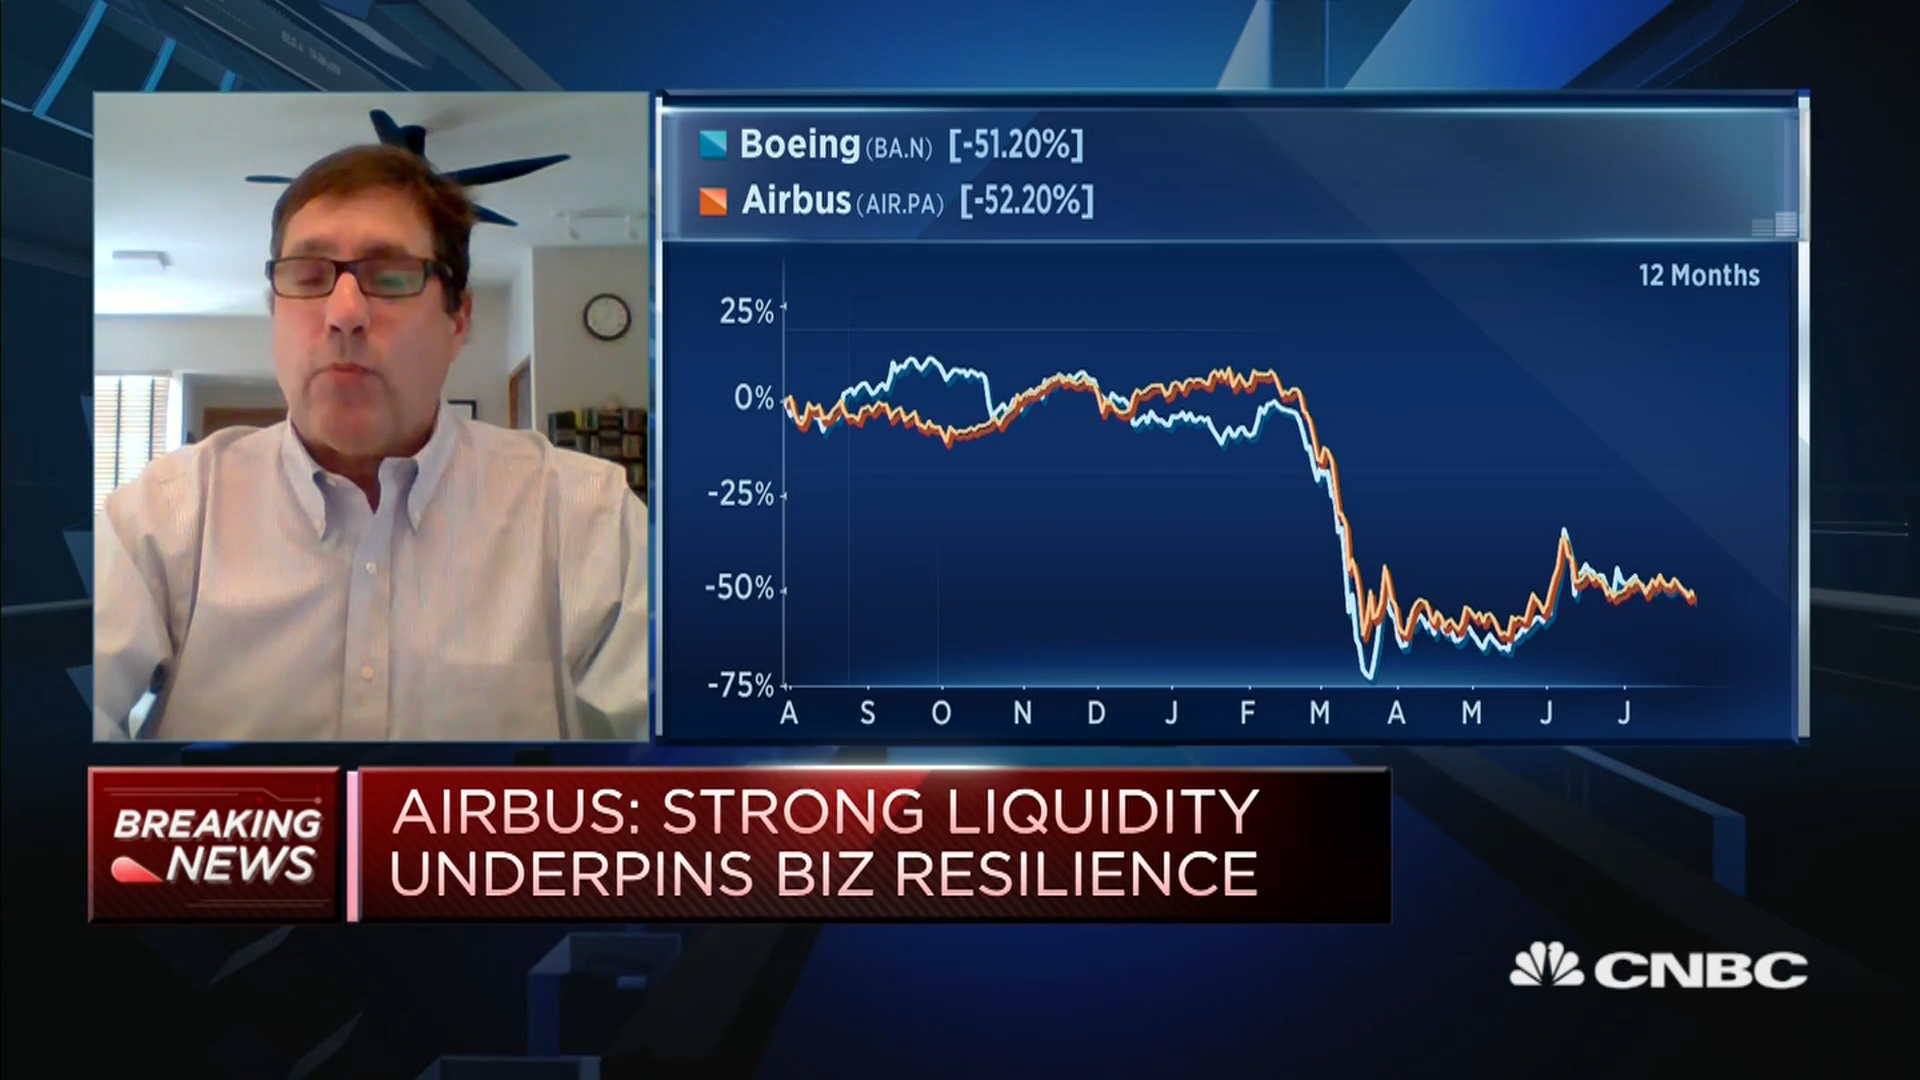 Boeing (BA.N) [-51.20%]
Airbus (AIR.PA) [-52.20%]
12 Months
25%
0%
-25%
-50%
-75%
A S O N D J F M A M J J
BREAKING
NEWS
AIRBUS: STRONG LIQUIDITY
UNDERPINS BIZ RESILIENCE
CNBC